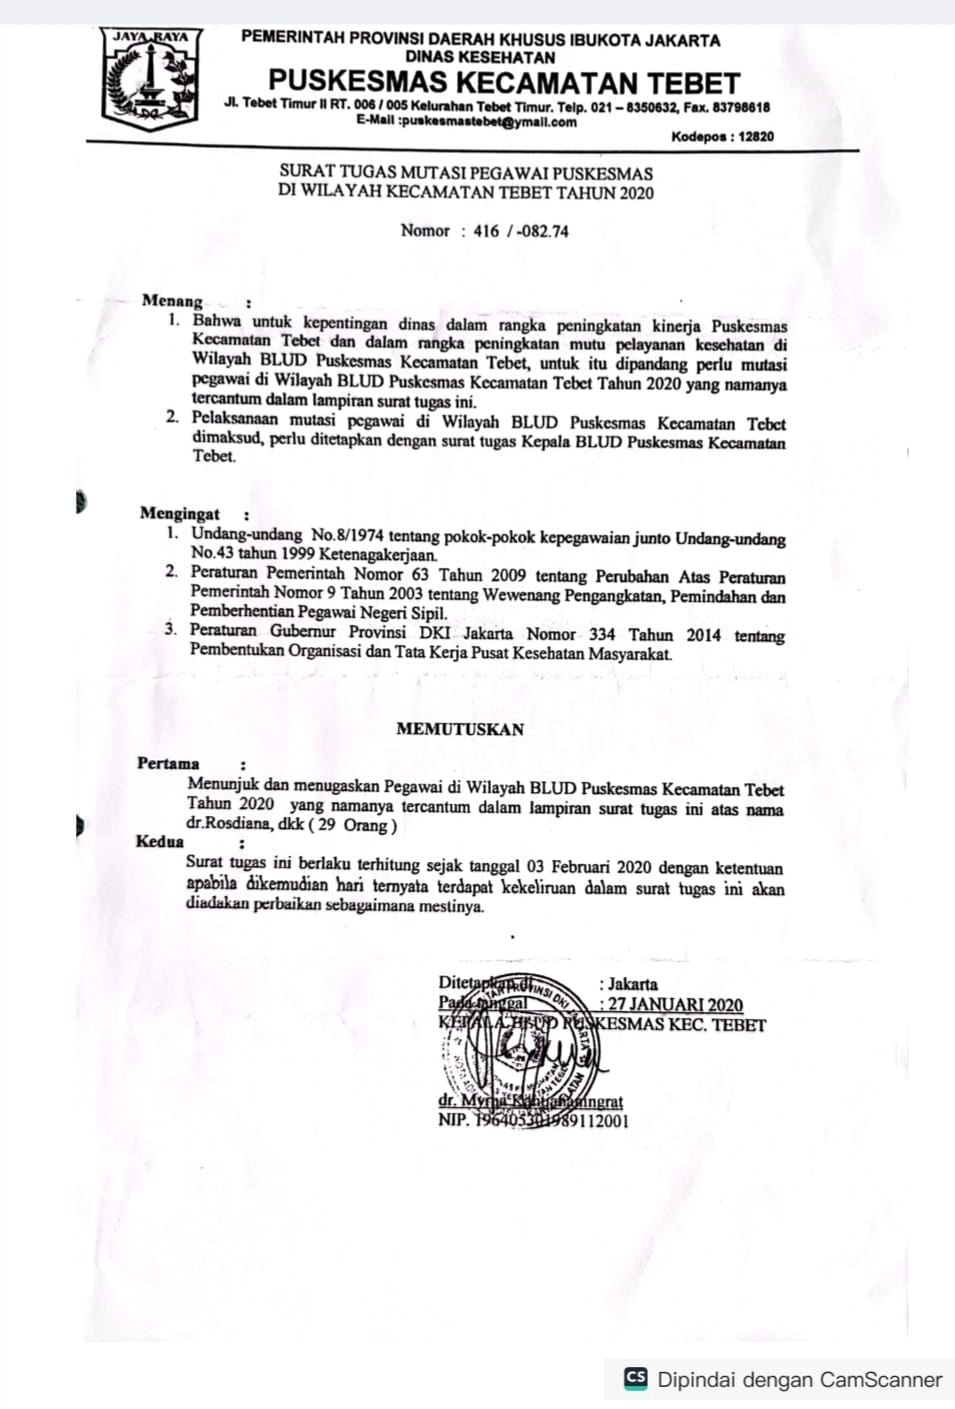 JAYA RAYA
PEMERINTAH PROVINSI DAERAH KHUSUS IBUKOTA JAKARTA
DINAS KESEHATAN
PUSKESMAS KECAMATAN TEBET
Jl. Tebet Timur II RT. 006 / 005 Kelurahan Tebet Timur. Telp. 021 – 8350632, Fax. 83798618
E-Mail :puskesmastebet@ymail.com
Kodepos : 12820
SURAT TUGAS MUTASI PEGAWAI PUSKESMAS
DI WILAYAH KECAMATAN TEBET TAHUN 2020
Nomor : 416 / -082.74
Menang :
1. Bahwa untuk kepentingan dinas dalam rangka peningkatan kinerja Puskesmas
Kecamatan Tebet dan dalam rangka peningkatan mutu pelayanan kesehatan di
Wilayah BLUD Puskesmas Kecamatan Tebet, untuk itu dipandang perlu mutasi
pegawai di Wilayah BLUD Puskesmas Kecamatan Tebet Tahun 2020 yang namanya
tercantum dalam lampiran surat tugas ini.
2. Pelaksanaan mutasi pegawai di Wilayah BLUD Puskesmas Kecamatan Tebet
dimaksud, perlu ditetapkan dengan surat tugas Kepala BLUD Puskesmas Kecamatan
Tebet.
Mengingat :
1. Undang-undang No.8/1974 tentang pokok-pokok kepegawaian junto Undang-undang
No.43 tahun 1999 Ketenagakerjaan.
2. Peraturan Pemerintah Nomor 63 Tahun 2009 tentang Perubahan Atas Peraturan
Pemerintah Nomor 9 Tahun 2003 tentang Wewenang Pengangkatan, Pemindahan dan
Pemberhentian Pegawai Negeri Sipil.
3. Peraturan Gubernur Provinsi DKI Jakarta Nomor 334 Tahun 2014 tentang
Pembentukan Organisasi dan Tata Kerja Pusat Kesehatan Masyarakat.
MEMUTUSKAN
Pertama :
Menunjuk dan menugaskan Pegawai di Wilayah BLUD Puskesmas Kecamatan Tebet
Tahun 2020 yang namanya tercantum dalam lampiran surat tugas ini atas nama
dr.Rosdiana, dkk ( 29 Orang )
Kedua :
Surat tugas ini berlaku terhitung sejak tanggal 03 Februari 2020 dengan ketentuan
apabila dikemudian hari ternyata terdapat kekeliruan dalam surat tugas ini akan
diadakan perbaikan sebagaimana mestinya.
Ditetapkan di : Jakarta
Pada tanggal : 27 JANUARI 2020
KEPALA BLUD PUSKESMAS KEC. TEBET
dr. Myrna
NIP. 196405301989112001
CS Dipindai dengan CamScanner